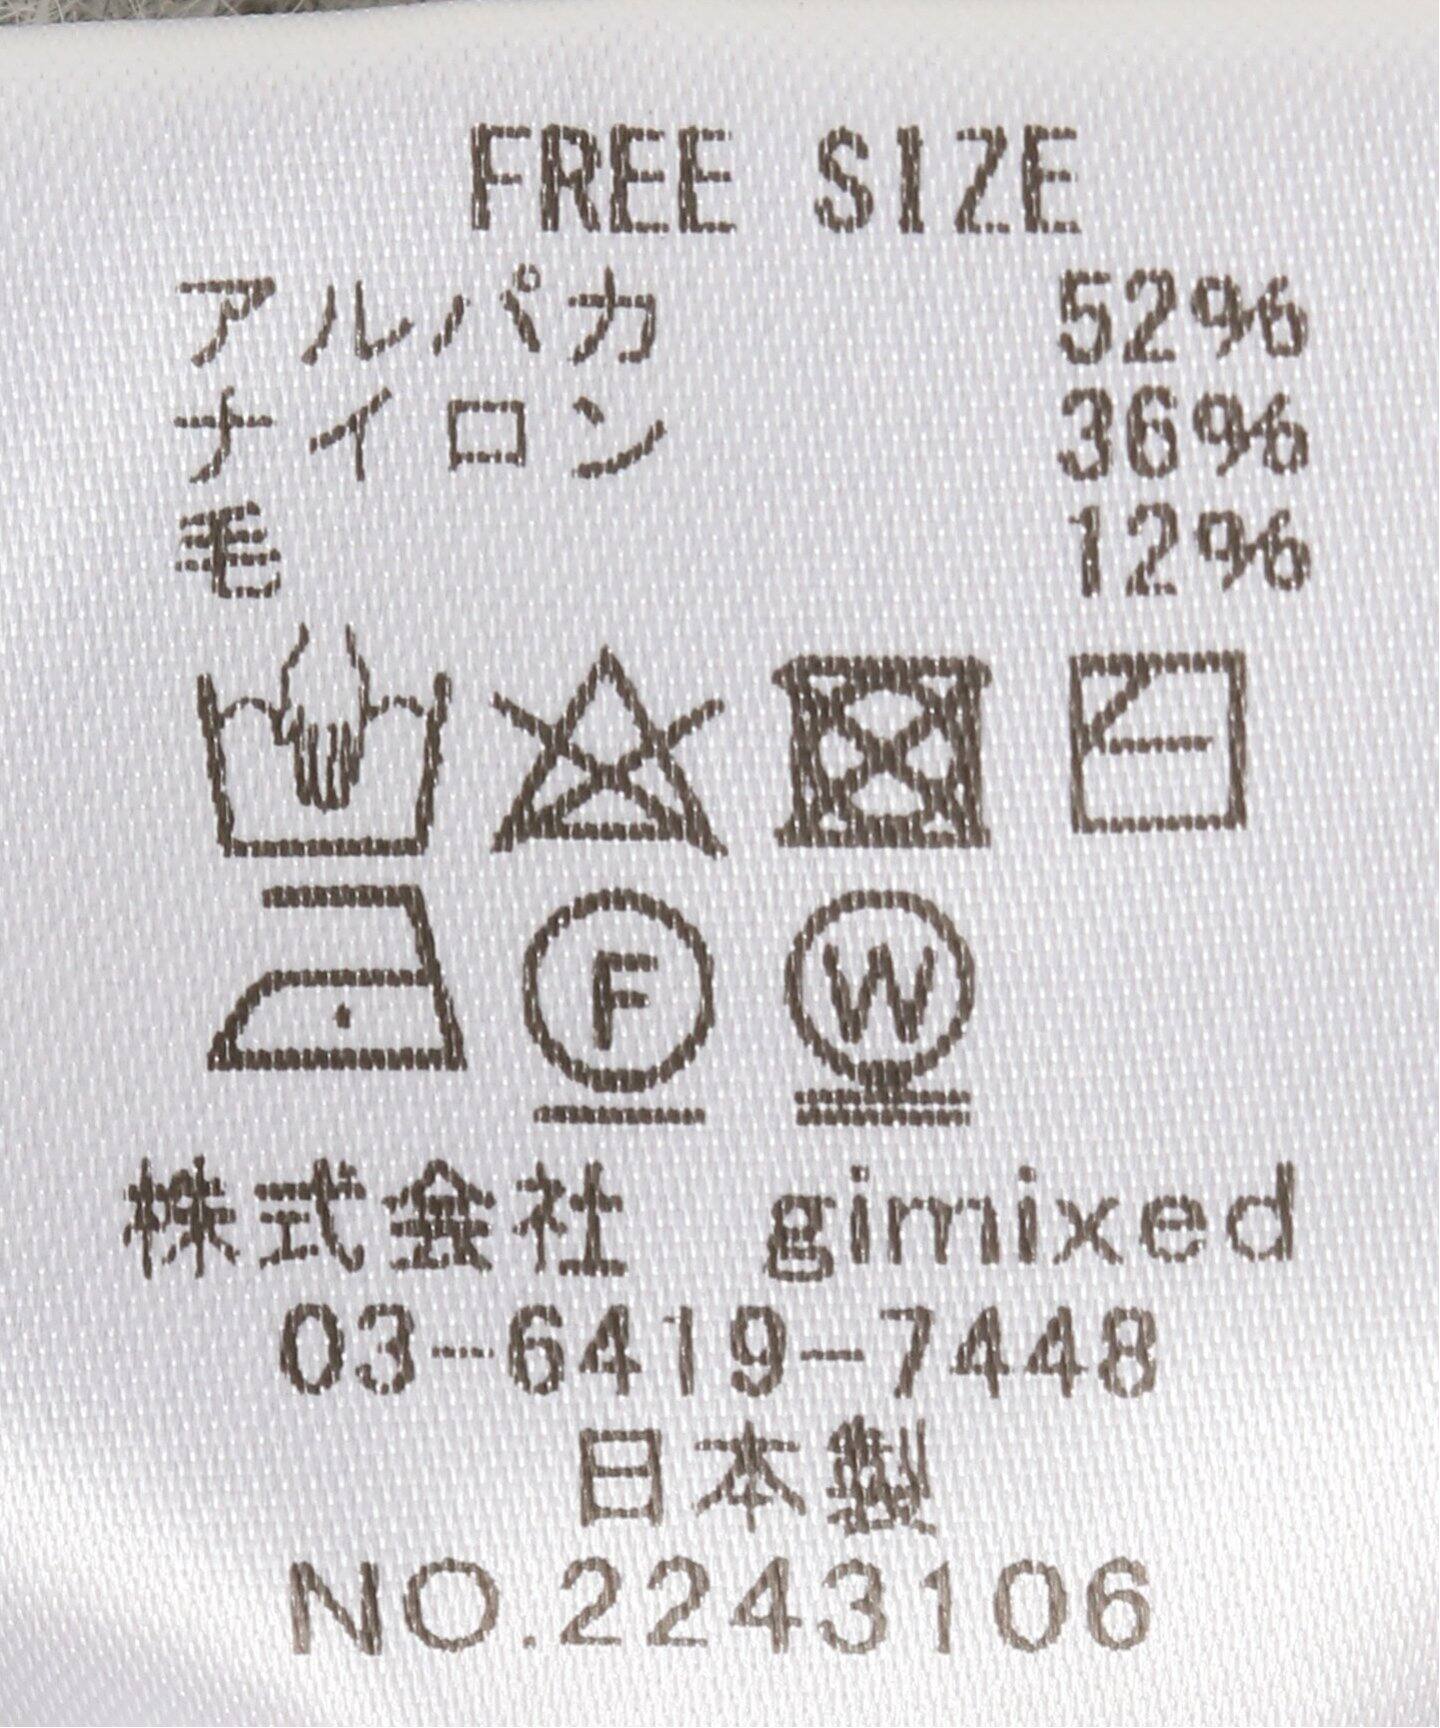 FREE SIZE
アルパカ 52%
ナイロン 36%
毛 12%
F W
株式会社 gimixed
03-6419-7448
日本製
NO.2243106